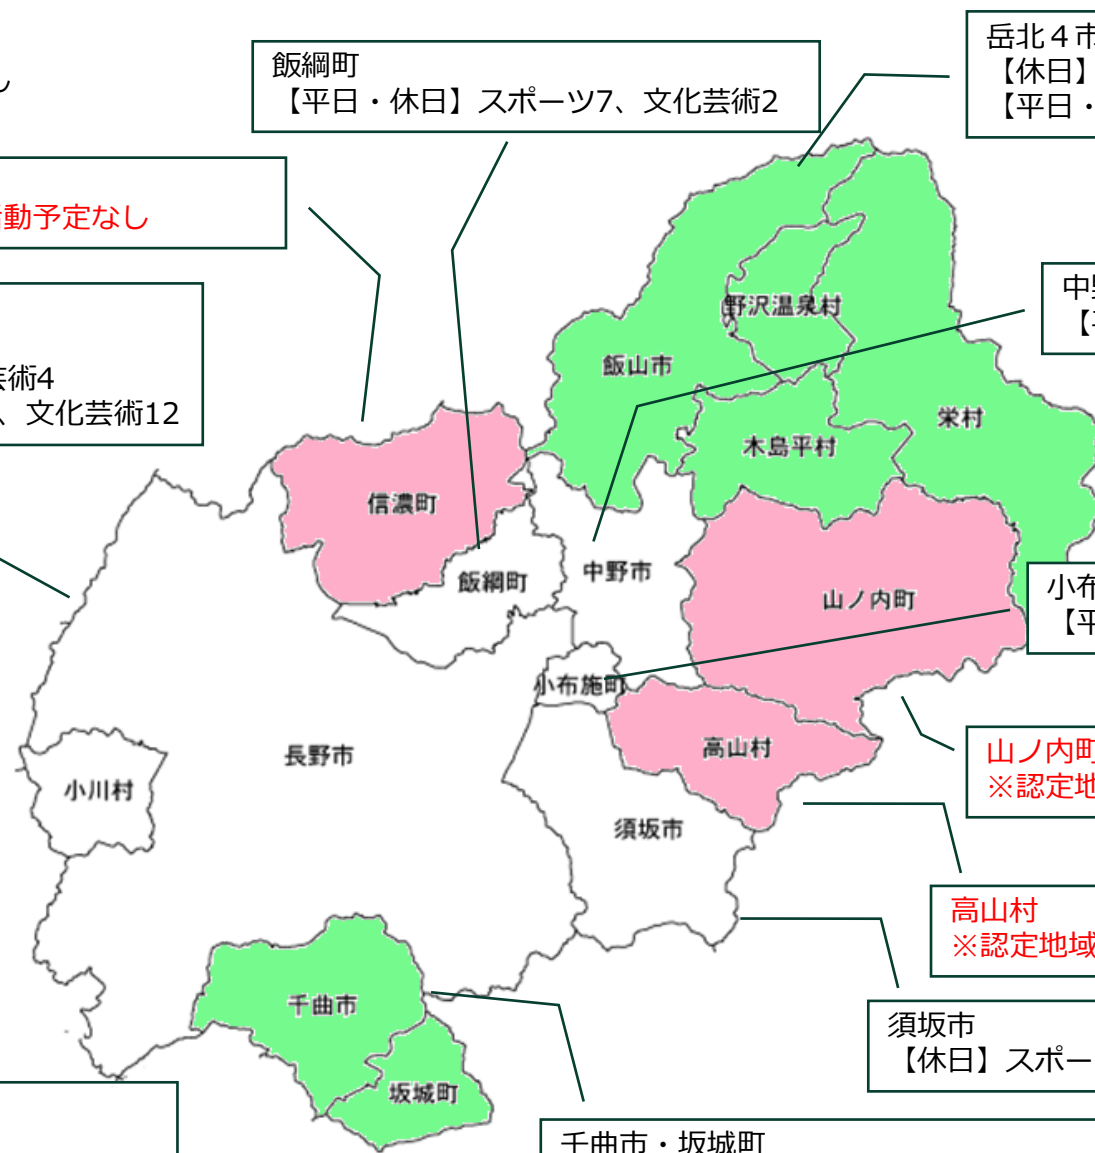 し
飯綱町
【平日・休日】スポーツ7、文化芸術2
岳北４市
【休日】
【平日・
動予定なし
芸術4
、文化芸術12
中野
【平
野沢温泉村
飯山市
栄村
木島平村
信濃町
飯綱町
中野市
山ノ内町
小布
【平
小布施町
高山村
長野市
小川村
須坂市
山ノ内町
※認定地
高山村
※認定地域
千曲市
坂城町
須坂市
【休日】スポー
千曲市・坂城町